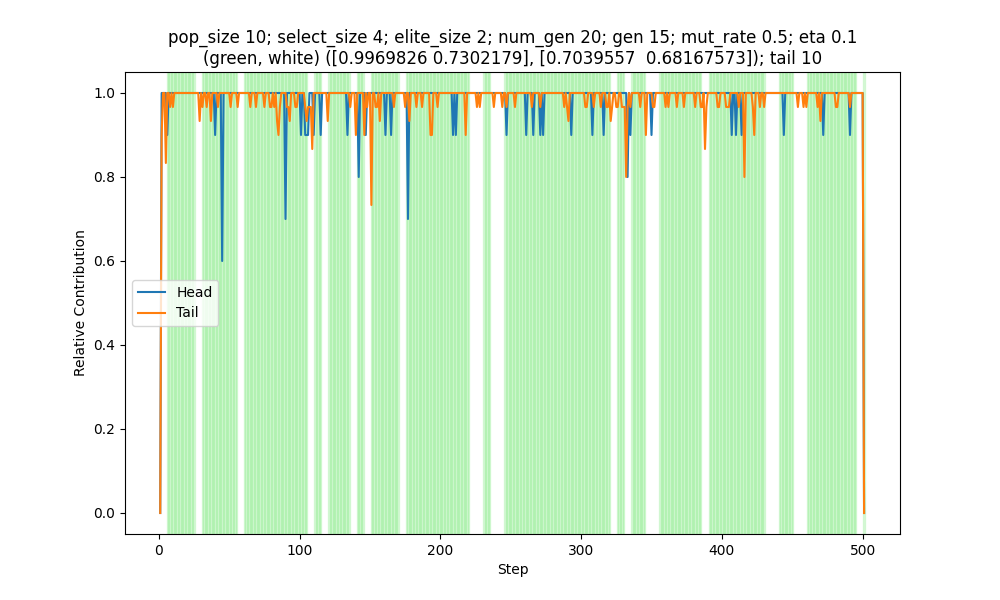 pop_size 10; select_size 4; elite_size 2; num_gen 20; gen 15; mut_rate 0.5; eta 0.1
(green, white) ([0.9969826 0.7302179], [0.7039557  0.68167573]); tail 10
Relative Contribution
1.0
0.8
0.6
0.4
0.2
0.0
Head
Tail
0 100 200 300 400 500
Step